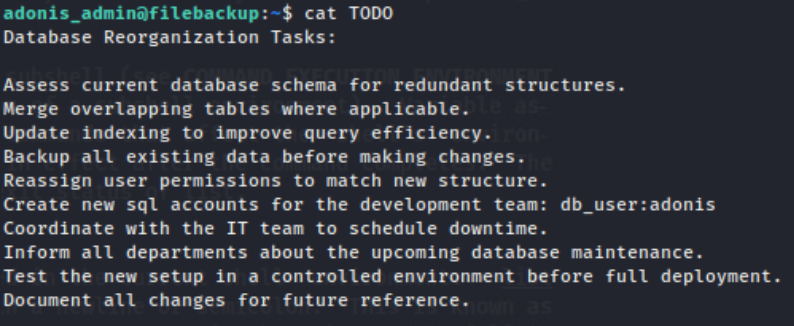 adonis_admin@filebackup:~$ cat TODO
Database Reorganization Tasks:
Assess current database schema for redundant structures.
Merge overlapping tables where applicable.
Update indexing to improve query efficiency.
Backup all existing data before making changes.
Reassign user permissions to match new structure.
Create new sql accounts for the development team: db_user:adonis
Coordinate with the IT team to schedule downtime.
Inform all departments about the upcoming database maintenance.
Test the new setup in a controlled environment before full deployment.
Document all changes for future reference.